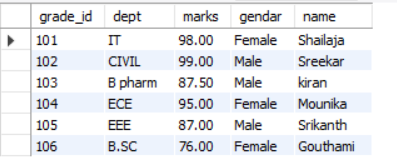 grade_id dept marks gendar name
101 IT 98.00 Female Shailaja
102 CIVIL 99.00 Male Sreekar
103 B pharm 87.50 Male kiran
104 ECE 95.00 Female Mounika
105 EEE 87.00 Male Srikanth
106 B.SC 76.00 Female Gouthami